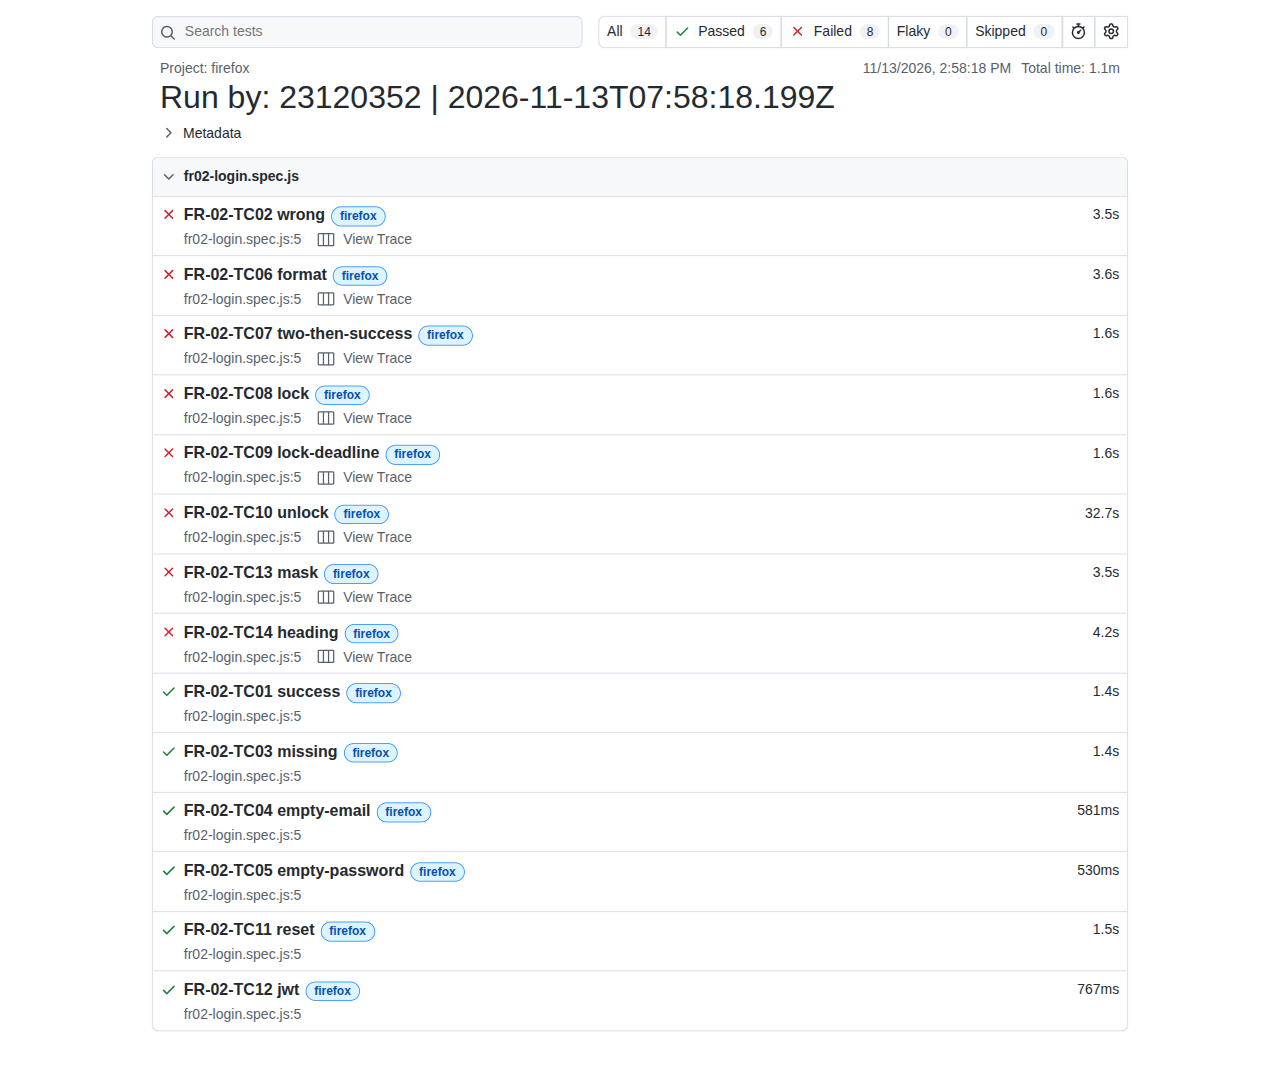 Search tests
All 14 Passed 6 Failed 8 Flaky 0 Skipped 0
Project: firefox
11/13/2026, 2:58:18 PM Total time: 1.1m
Run by: 23120352 | 2026-11-13T07:58:18.199Z
Metadata
fr02-login.spec.js
FR-02-TC02 wrong firefox 3.5s
fr02-login.spec.js:5 View Trace
FR-02-TC06 format firefox 3.6s
fr02-login.spec.js:5 View Trace
FR-02-TC07 two-then-success firefox 1.6s
fr02-login.spec.js:5 View Trace
FR-02-TC08 lock firefox 1.6s
fr02-login.spec.js:5 View Trace
FR-02-TC09 lock-deadline firefox 1.6s
fr02-login.spec.js:5 View Trace
FR-02-TC10 unlock firefox 32.7s
fr02-login.spec.js:5 View Trace
FR-02-TC13 mask firefox 3.5s
fr02-login.spec.js:5 View Trace
FR-02-TC14 heading firefox 4.2s
fr02-login.spec.js:5 View Trace
FR-02-TC01 success firefox 1.4s
fr02-login.spec.js:5
FR-02-TC03 missing firefox 1.4s
fr02-login.spec.js:5
FR-02-TC04 empty-email firefox 581ms
fr02-login.spec.js:5
FR-02-TC05 empty-password firefox 530ms
fr02-login.spec.js:5
FR-02-TC11 reset firefox 1.5s
fr02-login.spec.js:5
FR-02-TC12 jwt firefox 767ms
fr02-login.spec.js:5